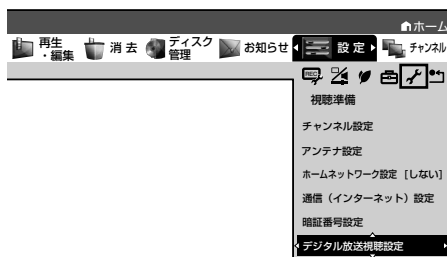 ホーム
再生・編集 消去 ディスク管理 お知らせ 設定 チャンネル
REC
視聴準備
チャンネル設定
アンテナ設定
ホームネットワーク設定 [しない]
通信（インターネット）設定
暗証番号設定
デジタル放送視聴設定